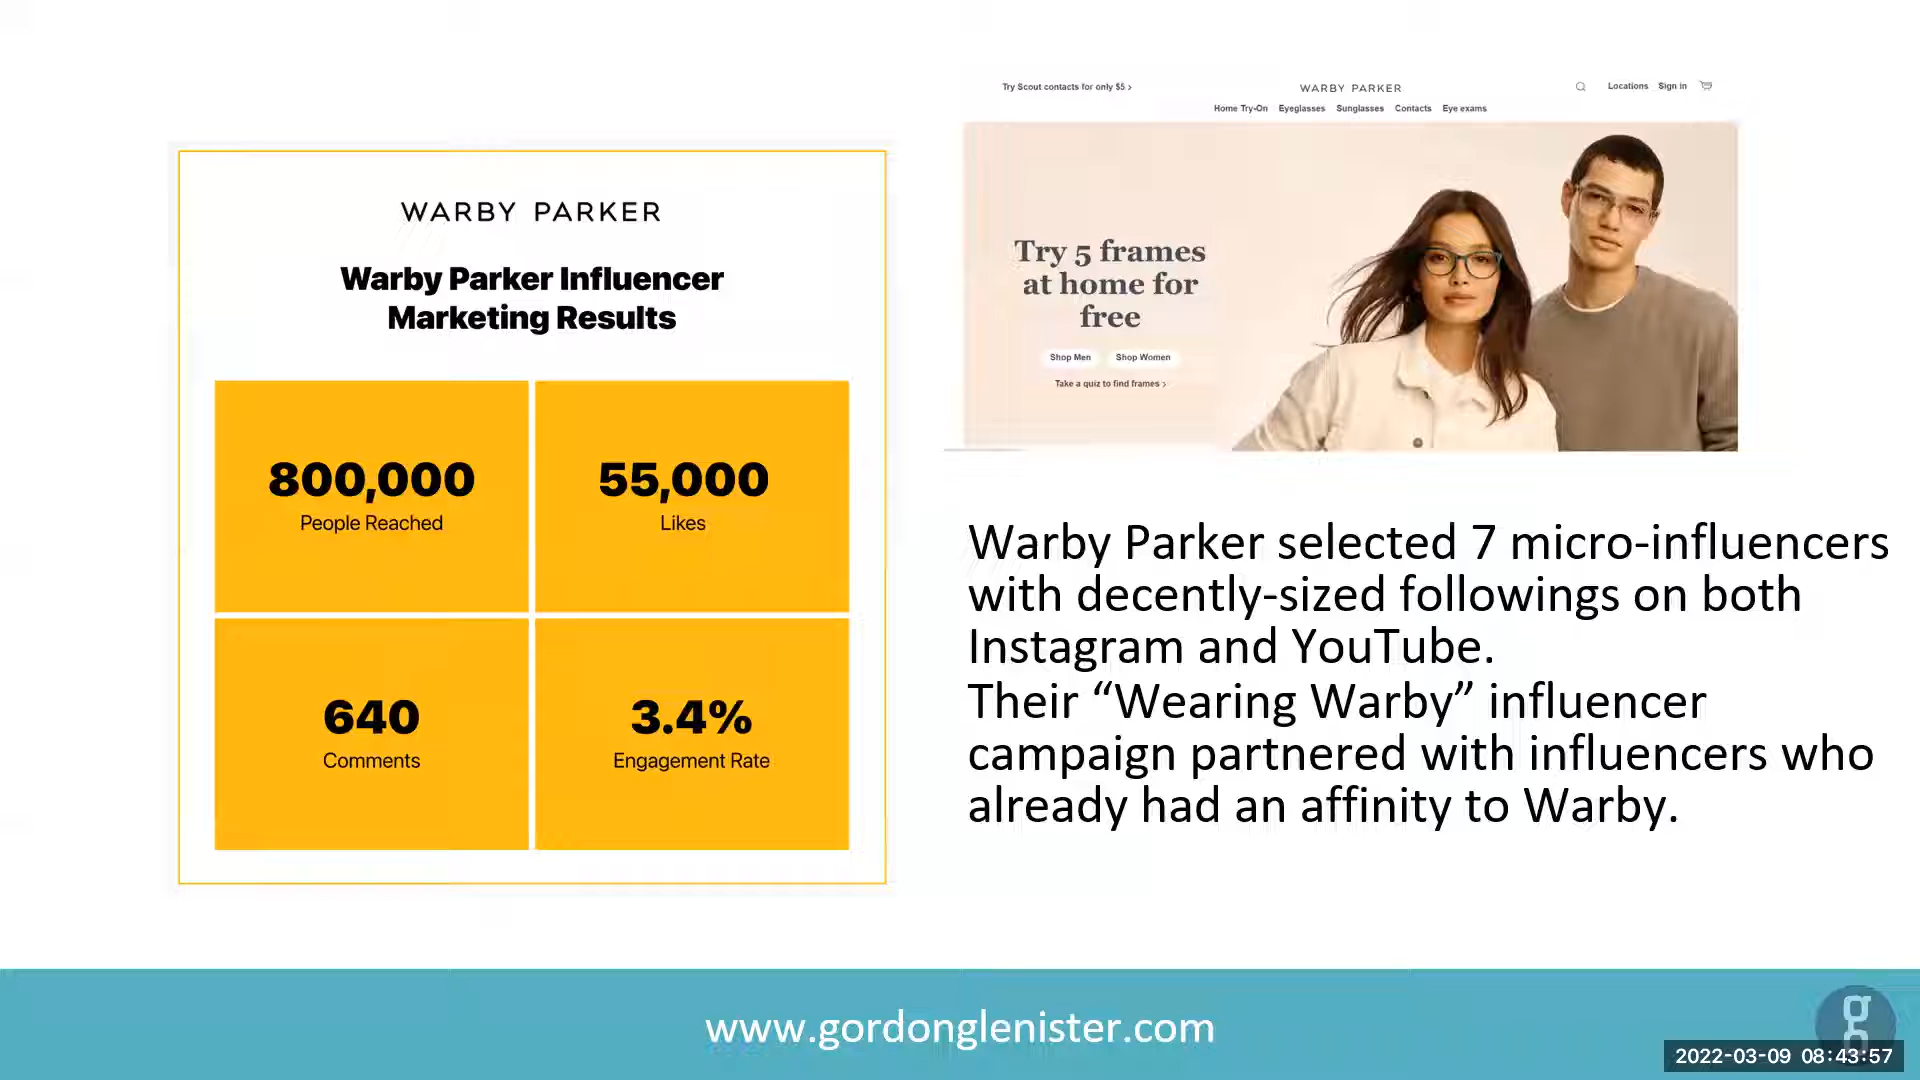 WARBY PARKER
Warby Parker Influencer
Marketing Results
800,000
People Reached
55,000
Likes
640
Comments
3.4%
Engagement Rate
Try Scout contacts for only $5 ›
WARBY PARKER
Locations Sign in
Home Try-On Eyeglasses Sunglasses Contacts Eye exams
Try 5 frames
at home for
free
Shop Men Shop Women
Take a quiz to find frames ›
Warby Parker selected 7 micro-influencers
with decently-sized followings on both
Instagram and YouTube.
Their “Wearing Warby” influencer
campaign partnered with influencers who
already had an affinity to Warby.
www.gordonglenister.com
g
2022-03-09 08:43:57